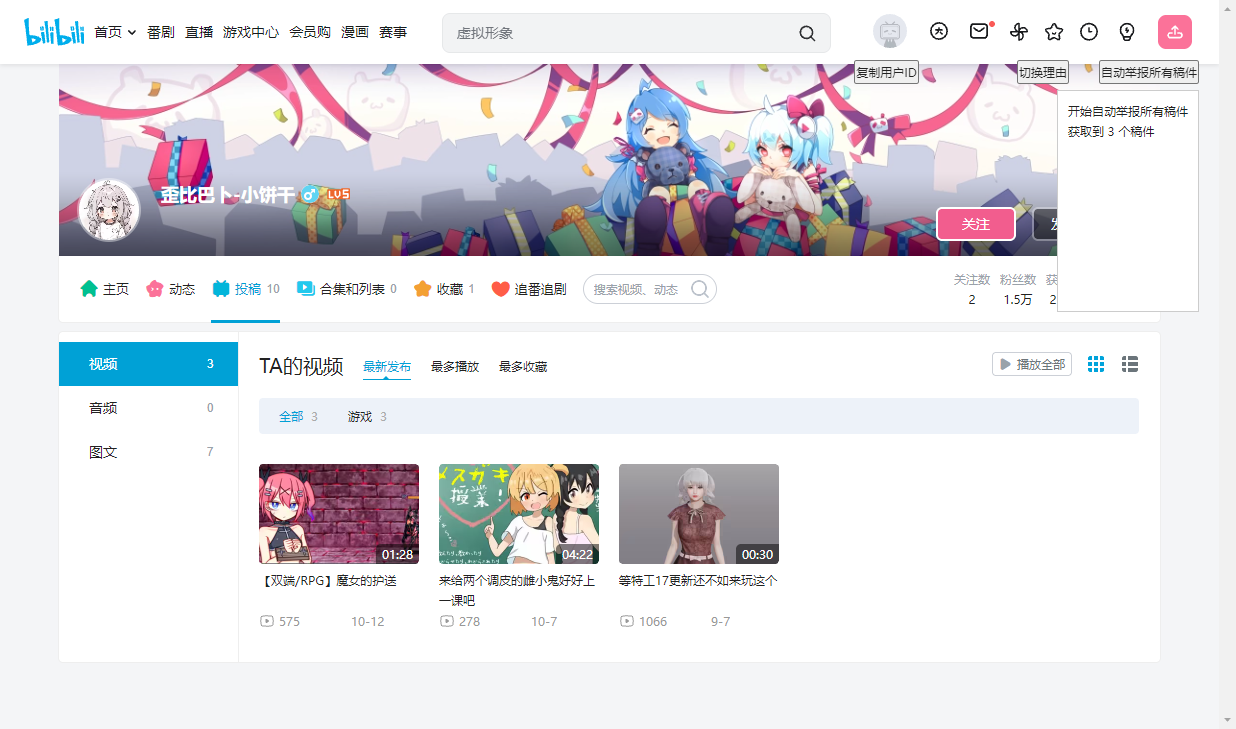 bilibili 首页 番剧 直播 游戏中心 会员购 漫画 赛事 虚拟形象
复制用户ID 切换理由 自动举报所有稿件
开始自动举报所有稿件
获取到 3 个稿件
歪比巴卜-小饼干 LV5
关注 发
主页 动态 投稿 10 合集和列表 0 收藏 1 追番追剧 搜索视频、动态
关注数 粉丝数 获
2 1.5万 2
视频 3
音频 0
图文 7
TA的视频 最新发布 最多播放 最多收藏 播放全部
全部 3 游戏 3
スガキ
授業!
01:28 04:22 00:30
【双端/RPG】魔女的护送
来给两个调皮的雌小鬼好好上
一课吧
等特工17更新还不如来玩这个
575 10-12 278 10-7 1066 9-7